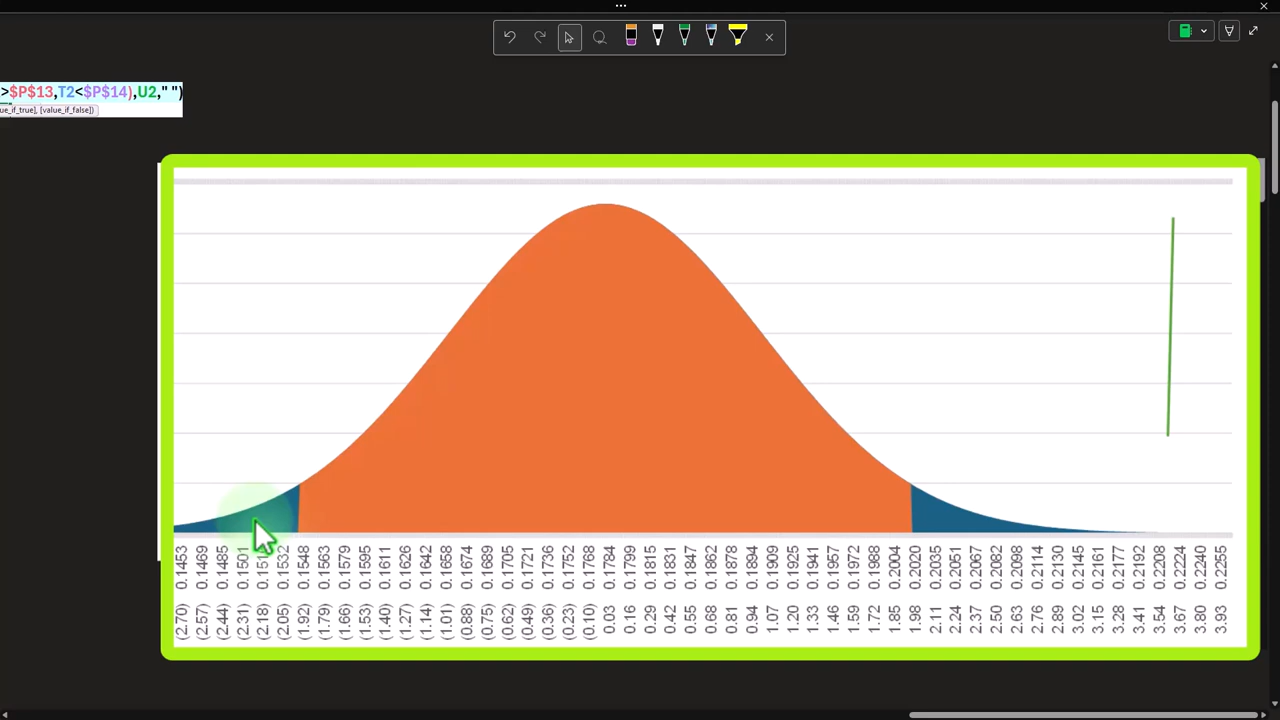 >$P$13,T2<$P$14),U2," ")
ue_if_true], [value_if_false])
0.1453 0.1469 0.1485 0.1501 0.1532 0.1548 0.1563 0.1579 0.1595 0.1611 0.1626 0.1642 0.1658 0.1674 0.1689 0.1705 0.1721 0.1736 0.1752 0.1768 0.1784 0.1799 0.1815 0.1831 0.1847 0.1862 0.1878 0.1894 0.1909 0.1925 0.1941 0.1957 0.1972 0.1988 0.2004 0.2020 0.2035 0.2051 0.2067 0.2082 0.2098 0.2114 0.2130 0.2145 0.2161 0.2177 0.2192 0.2208 0.2224 0.2240 0.2255
(2.70) (2.57) (2.44) (2.31) (2.18) (2.05) (1.92) (1.79) (1.66) (1.53) (1.40) (1.27) (1.14) (1.01) (0.88) (0.75) (0.62) (0.49) (0.36) (0.23) (0.10) 0.03 0.16 0.29 0.42 0.55 0.68 0.81 0.94 1.07 1.20 1.33 1.46 1.59 1.72 1.85 1.98 2.11 2.24 2.37 2.50 2.63 2.76 2.89 3.02 3.15 3.28 3.41 3.54 3.67 3.80 3.93